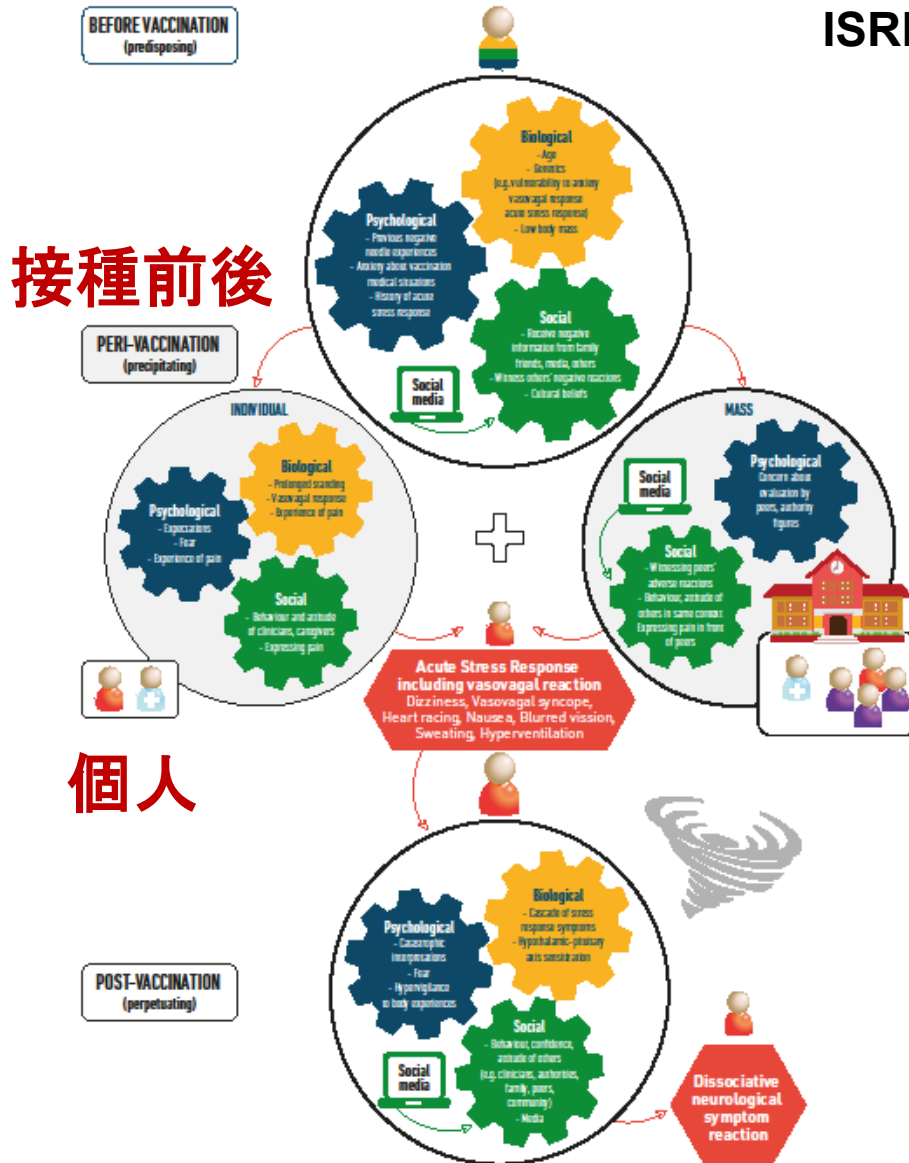 BEFORE VACCINATION
(predisposing)
ISRI
Biological
- Age
- Genetics
(e.g. vulnerability to anxiety
vasovagal response
acute stress response)
- Low body mass
Psychological
- Previous negative
needle experiences
- Anxiety about vaccination
medical situations
- History of acute
stress response
Social
- Receive negative
information from family
friends, media, others
- Witness others' negative reactions
- Cultural beliefs
Social
media
接種前後
PERI-VACCINATION
(precipitating)
INDIVIDUAL
Biological
- Prolonged standing
- Vasovagal response
- Experience of pain
Psychological
- Expectations
- Fear
- Experience of pain
Social
- Behaviour and attitude
of clinicians, caregivers
- Expressing pain
MASS
Psychological
Concern about
evaluation by
peers, authority
figures
Social
media
Social
- Witnessing peers'
adverse reactions
- Behaviour, attitude of
others in same context
Expressing pain in front
of peers
Acute Stress Response
including vasovagal reaction
Dizziness, Vasovagal syncope,
Heart racing, Nausea, Blurred vission,
Sweating, Hyperventilation
個人
POST-VACCINATION
(perpetuating)
Biological
- Cascade of stress
response symptoms
- Hypothalamic-pituitary
axis sensitization
Psychological
- Catastrophic
interpretations
- Fear
- Hypervigilance
to body experiences
Social
- Behaviour, confidence,
attitude of others
(e.g. clinicians, authorities,
family, peers,
community)
- Media
Social
media
Dissociative
neurological
symptom
reaction